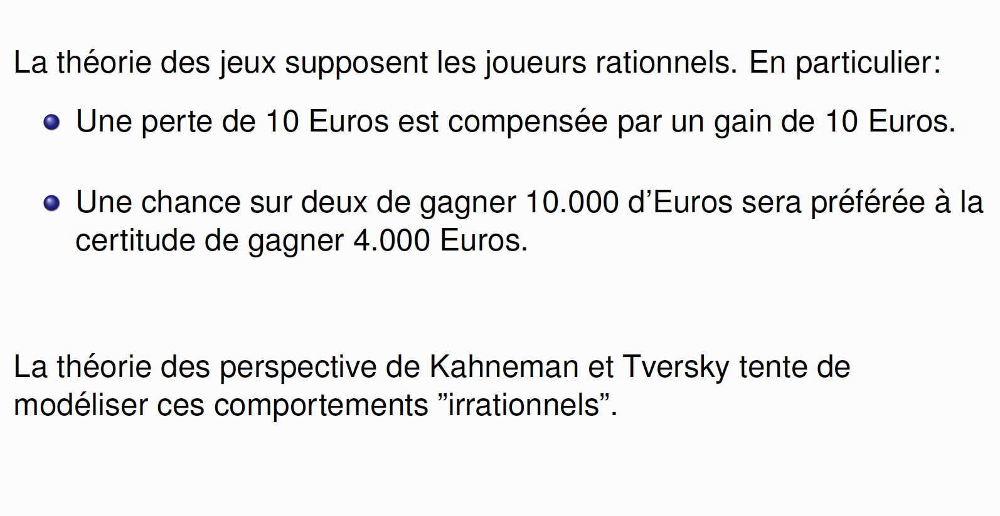 La théorie des jeux supposent les joueurs rationnels. En particulier:
Une perte de 10 Euros est compensée par un gain de 10 Euros.
Une chance sur deux de gagner 10.000 d’Euros sera préférée à la
certitude de gagner 4.000 Euros.
La théorie des perspective de Kahneman et Tversky tente de
modéliser ces comportements ”irrationnels”.